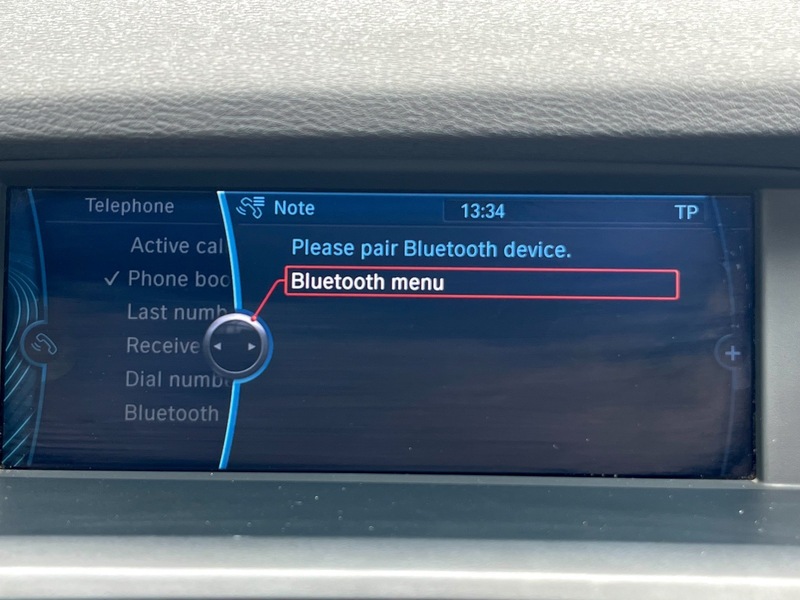 Telephone
Note
13:34
TP
Active cal
Phone boo
Last numb
Receive
Dial numb
Bluetooth
Please pair Bluetooth device.
Bluetooth menu